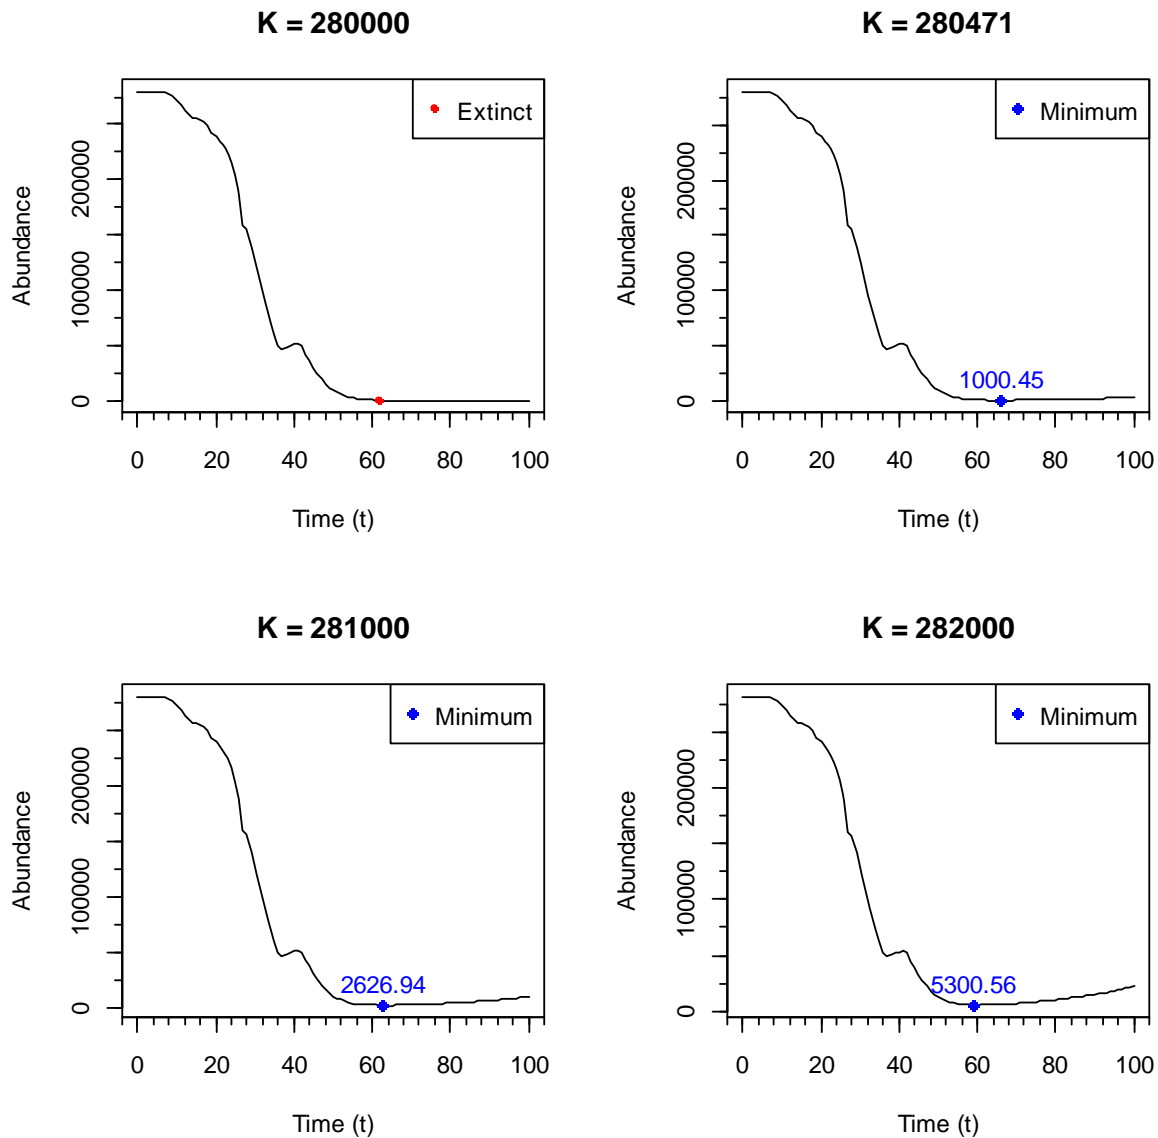 K = 280000
Extinct
Abundance
0
100000
200000
0 20 40 60 80 100
Time (t)
K = 280471
Minimum
1000.45
Abundance
0
100000
200000
0 20 40 60 80 100
Time (t)
K = 281000
Minimum
2626.94
Abundance
0
100000
200000
0 20 40 60 80 100
Time (t)
K = 282000
Minimum
5300.56
Abundance
0
100000
200000
0 20 40 60 80 100
Time (t)